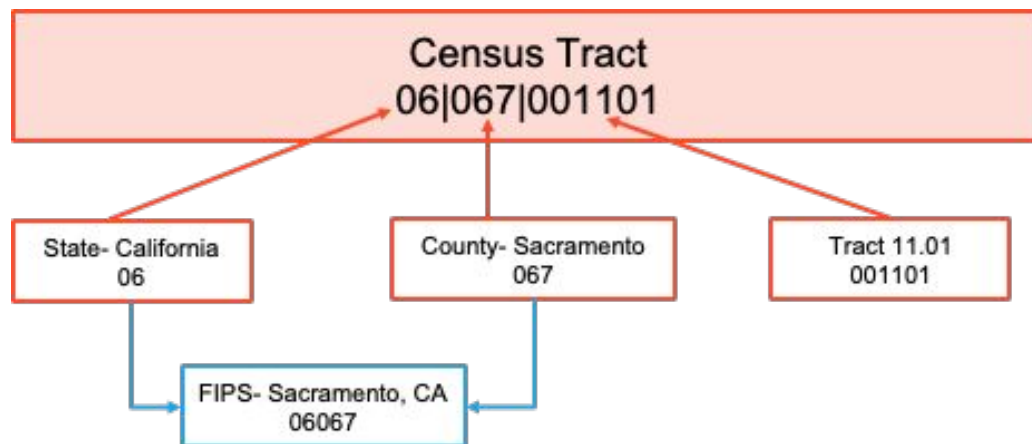 Census Tract
06|067|001101
State- California
06
County- Sacramento
067
Tract 11.01
001101
FIPS- Sacramento, CA
06067